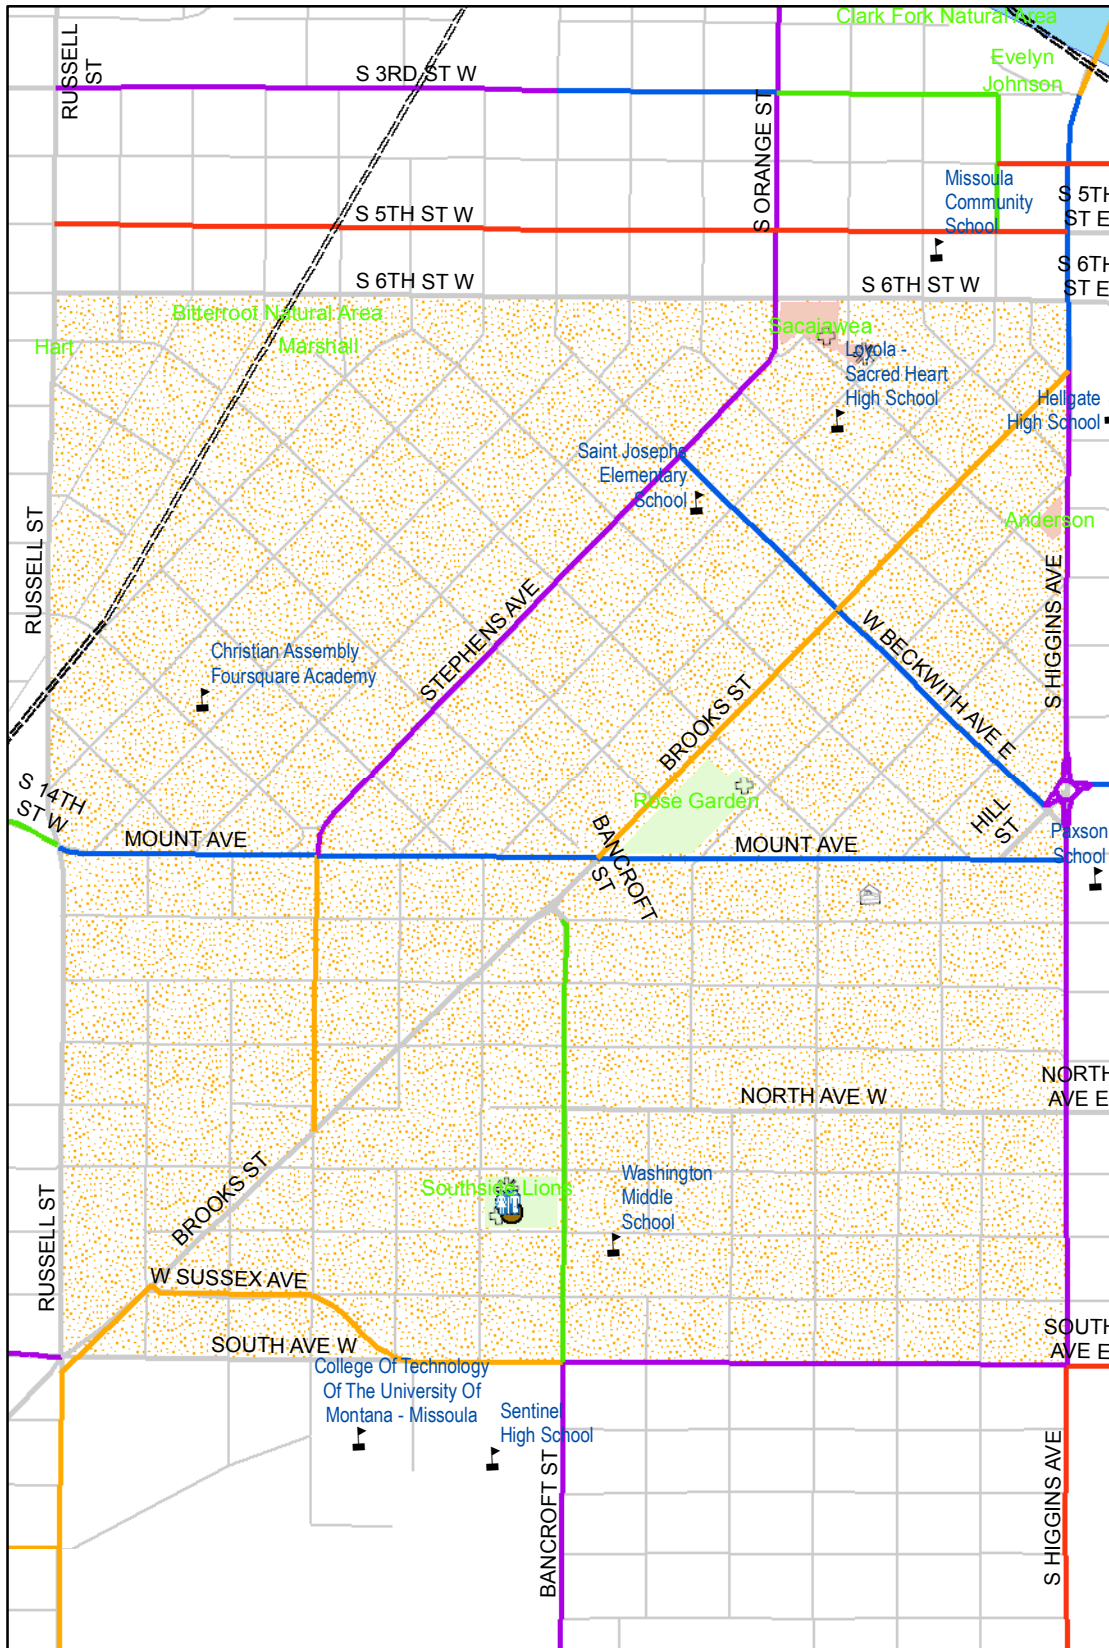 Clark Fork Natural Area
RUSSELL
ST
Evelyn
Johnson
S 3RD ST W
S ORANGE ST
Missoula
Community
School
S 5TH
ST E
S 5TH ST W
S 6TH ST W
S 6TH ST W
S 6TH
ST E
Bitterroot Natural Area
Hart
Marshall
Sacajawea
Loyola -
Sacred Heart
High School
Hellgate
High School
Saint Josephs
Elementary
School
Anderson
RUSSELL ST
STEPHENS AVE
S HIGGINS AVE
W BECKWITH AVE E
Christian Assembly
Foursquare Academy
BROOKS ST
Rose Garden
S 14TH
ST W
MOUNT AVE
BANCROFT
ST
MOUNT AVE
HILL
ST
Paxson
School
NORTH AVE W
NORTH
AVE E
BROOKS ST
Southside Lions
Washington
Middle
School
RUSSELL ST
W SUSSEX AVE
SOUTH AVE W
SOUTH
AVE E
College Of Technology
Of The University Of
Montana - Missoula
Sentinel
High School
BANCROFT ST
S HIGGINS AVE